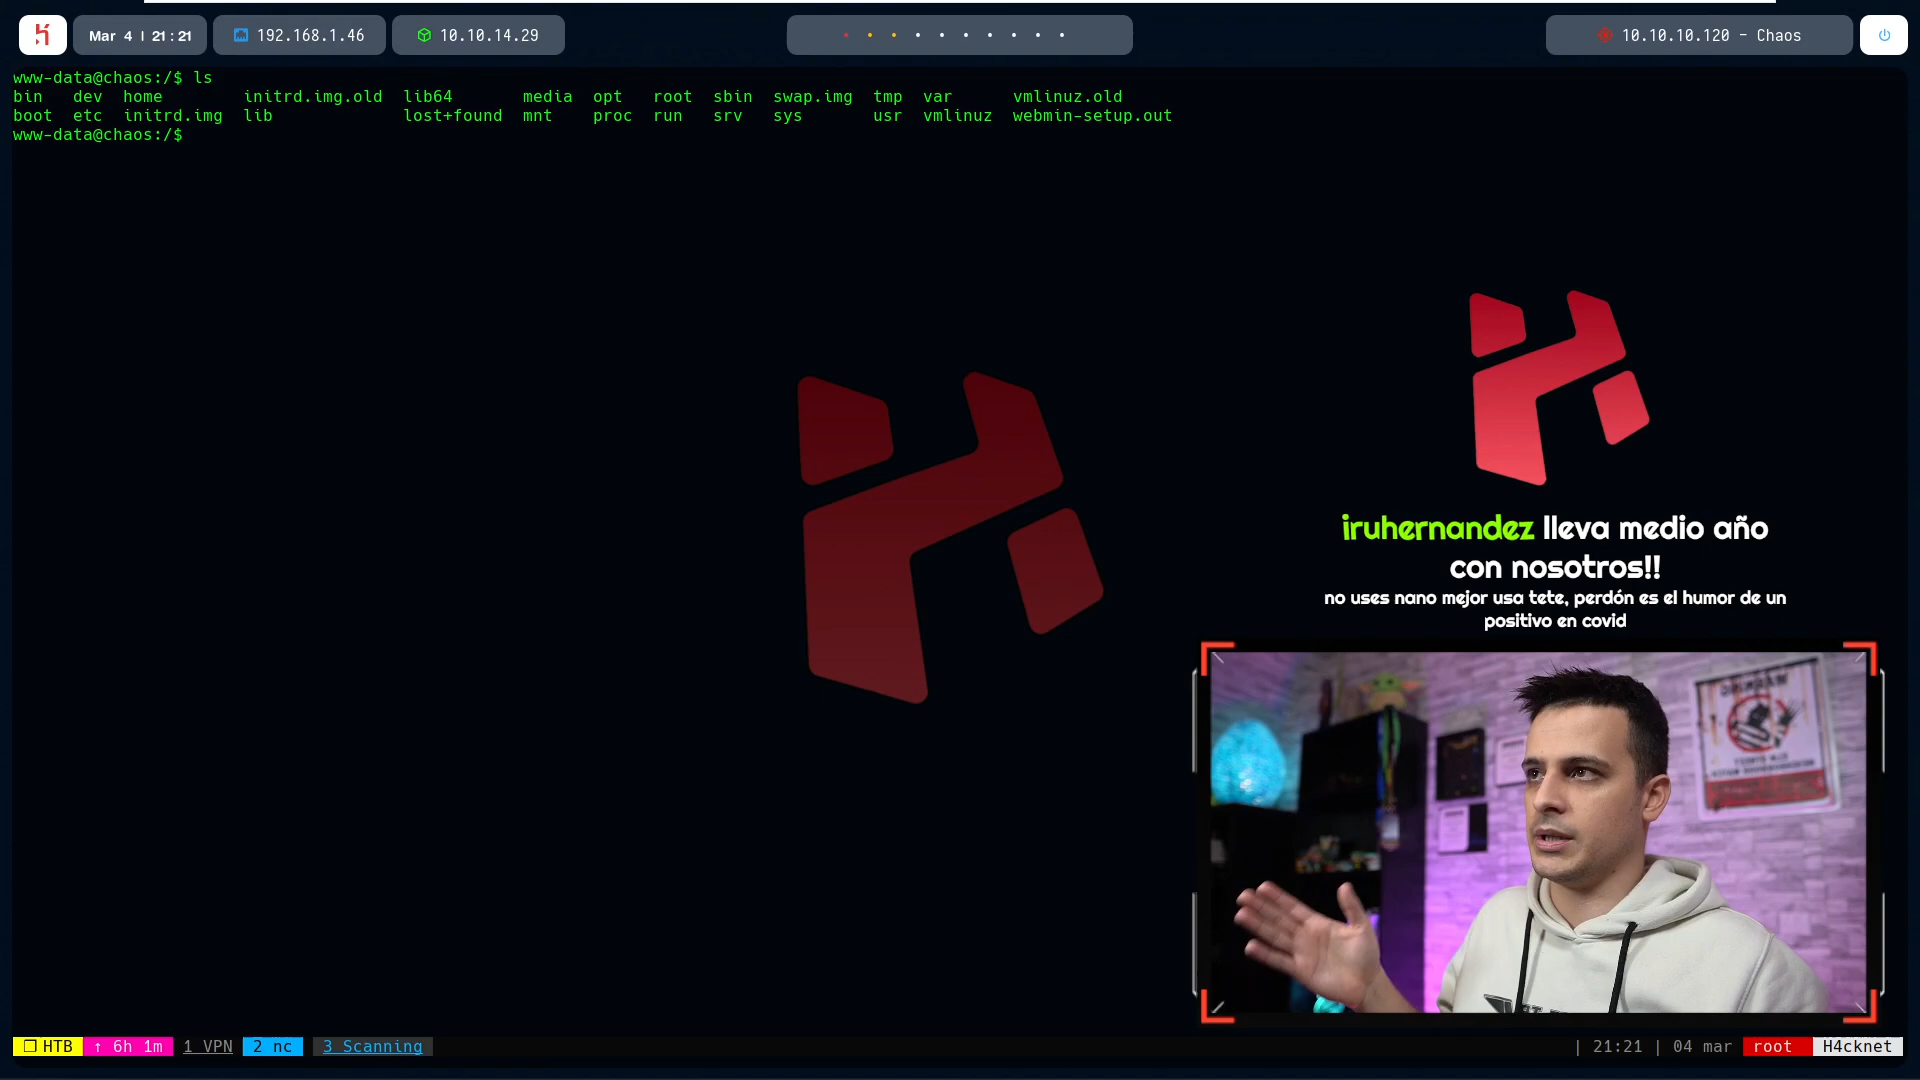 Mar 4 | 21:21
192.168.1.46
10.10.14.29
10.10.10.120 - Chaos
www-data@chaos:/$ ls
bin dev home initrd.img.old lib64 media opt root sbin swap.img tmp var vmlinuz.old
boot etc initrd.img lib lost+found mnt proc run srv sys usr vmlinuz webmin-setup.out
www-data@chaos:/$
iruhernandez lleva medio año
con nosotros!!
no uses nano mejor usa tete, perdón es el humor de un
positivo en covid
❐ HTB ↑ 6h 1m 1 VPN 2 nc 3 Scanning | 21:21 | 04 mar root H4cknet